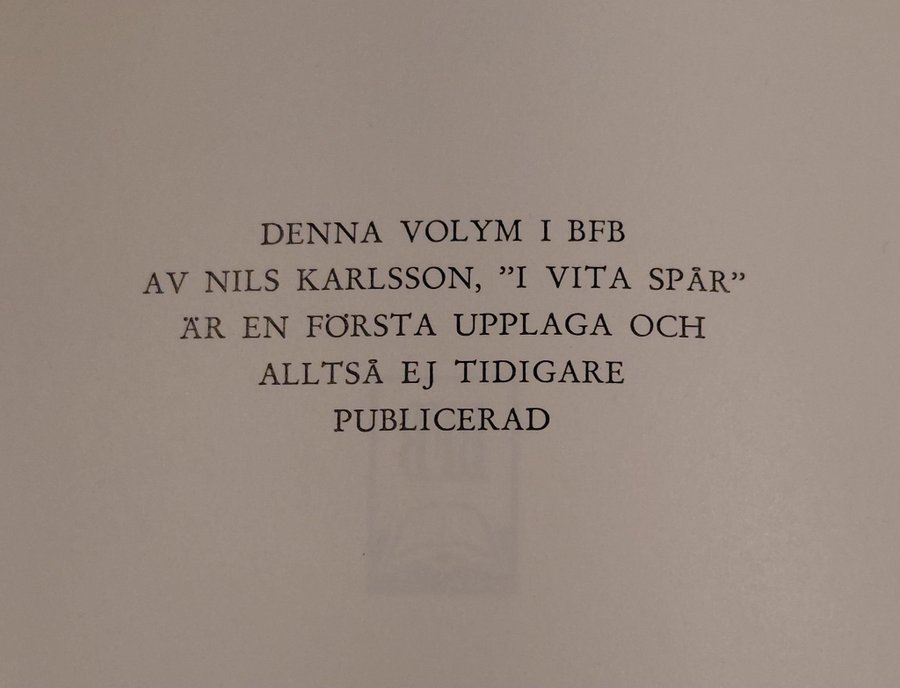 DENNA VOLYM I BFB
AV NILS KARLSSON, ”I VITA SPÅR”
ÄR EN FÖRSTA UPPLAGA OCH
ALLTSÅ EJ TIDIGARE
PUBLICERAD